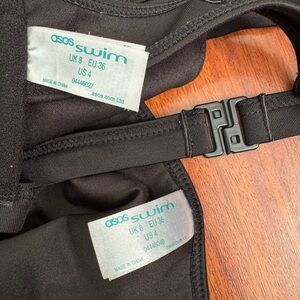 asos swim
UK 8 EU 36
US 4
04446027
MADE IN CHINA
asos.com Ltd
asos swim
UK 8 EU 36
US 4
MADE IN CHINA